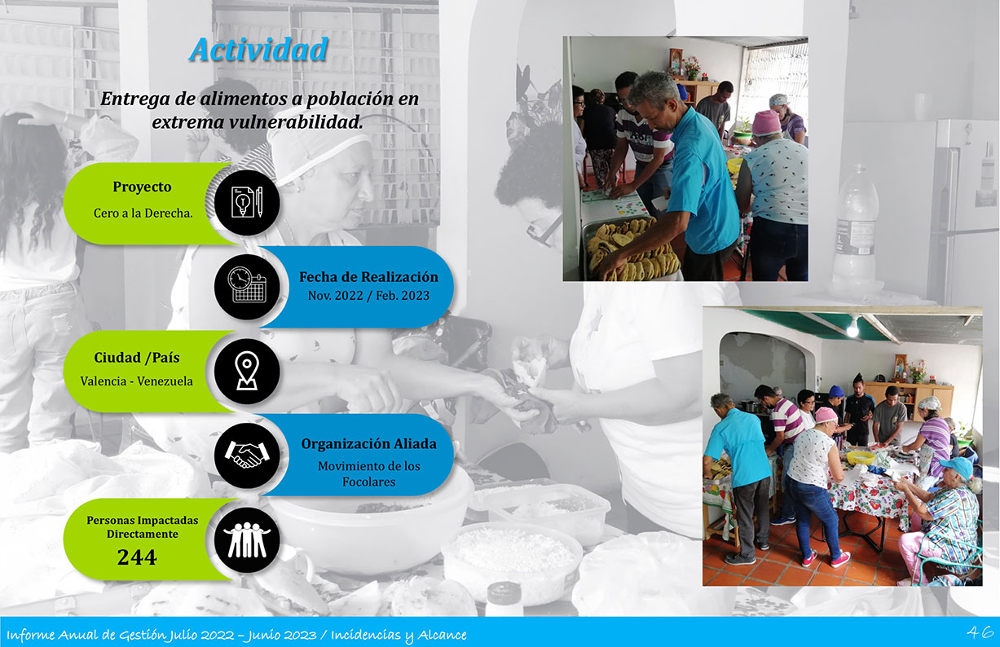 Actividad
Entrega de alimentos a población en
extrema vulnerabilidad.
Proyecto
Cero a la Derecha.
Fecha de Realización
Nov. 2022 / Feb. 2023
Ciudad /País
Valencia - Venezuela
Organización Aliada
Movimiento de los
Focolares
Personas Impactadas
Directamente
244
Informe Anual de Gestión Julio 2022 – Junio 2023 / Incidencias y Alcance
46